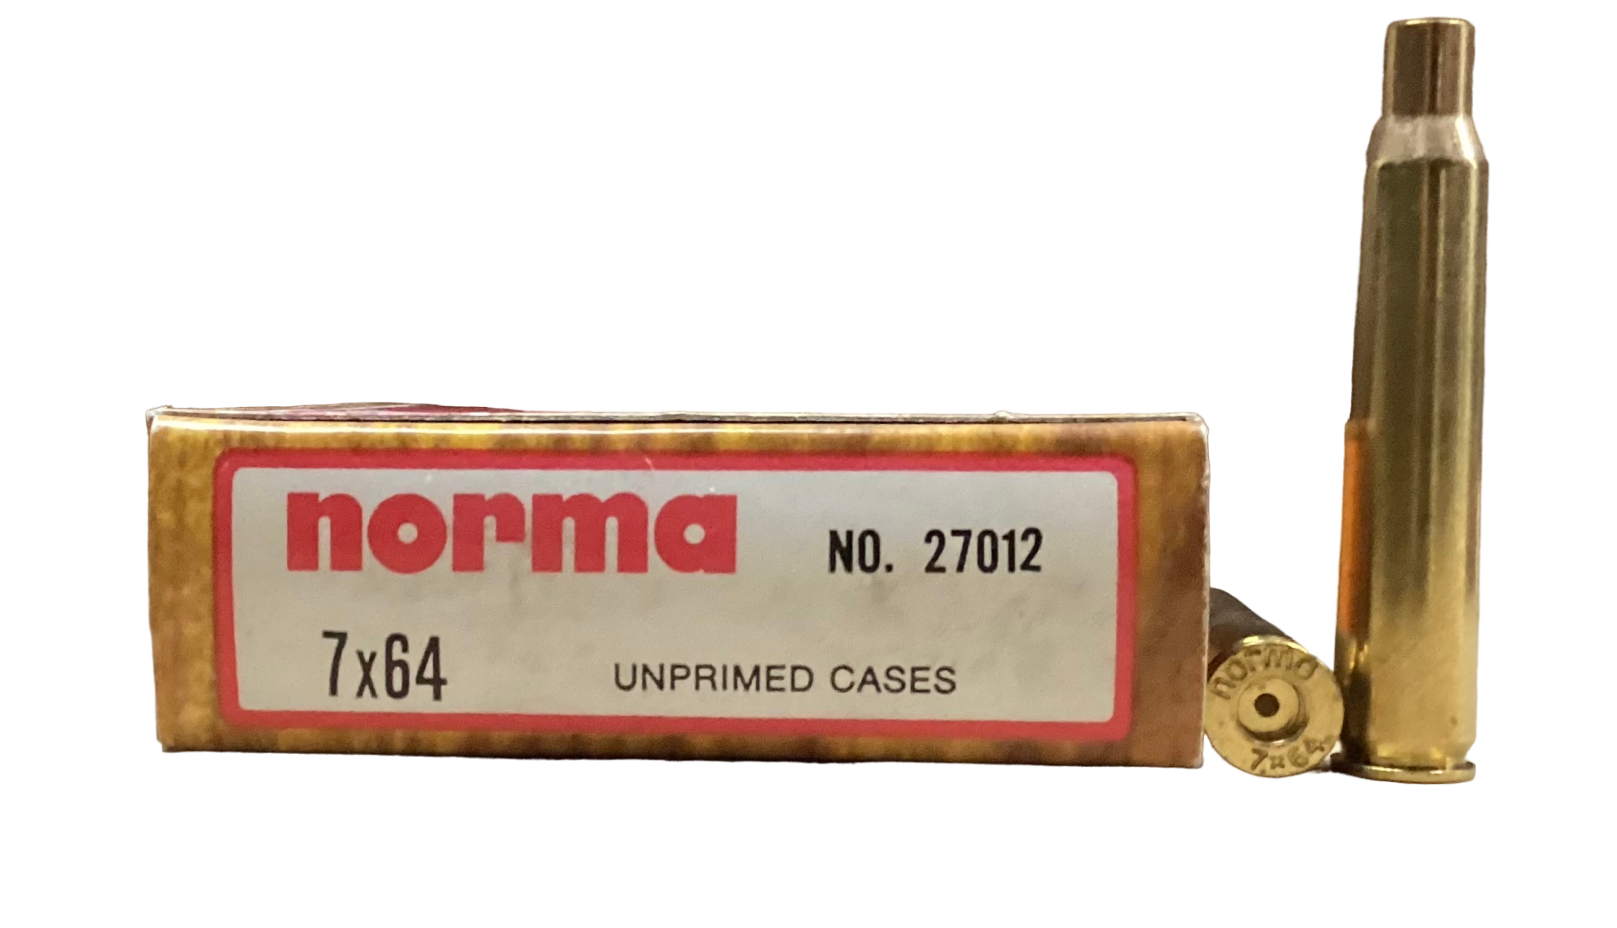 norma
NO. 27012
7x64
UNPRIMED CASES
norma
7x64